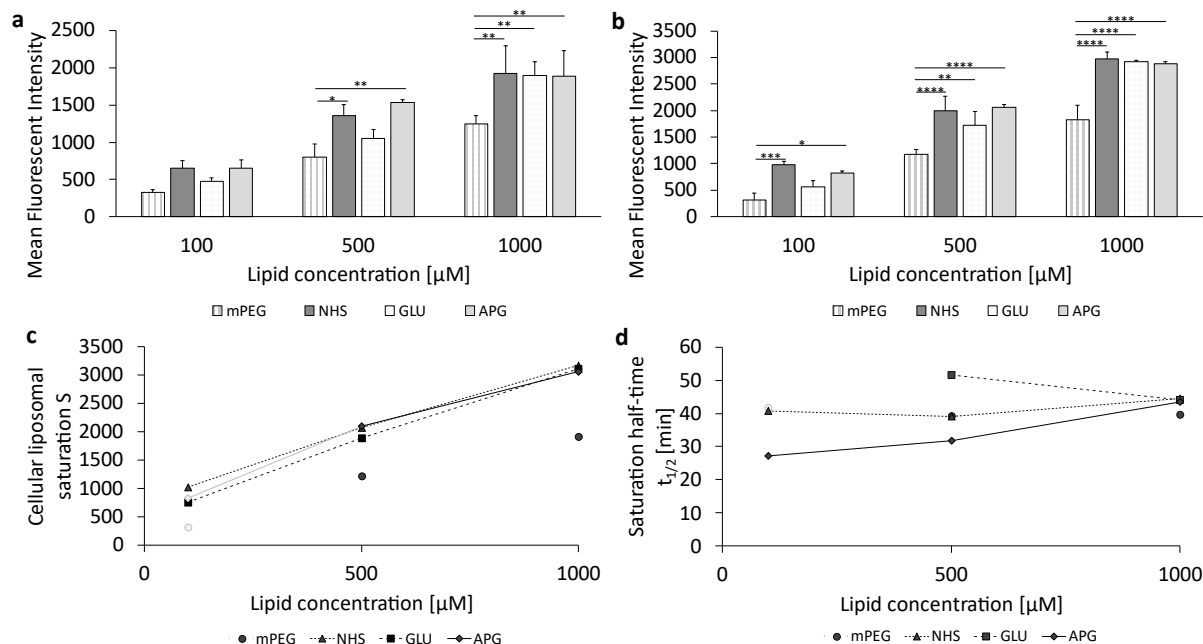 a
Mean Fluorescent Intensity
2500
2000
1500
1000
500
0
**
**
**
**
*
100 500 1000
Lipid concentration [µM]
mPEG NHS GLU APG
b
Mean Fluorescent Intensity
3500
3000
2500
2000
1500
1000
500
0
****
****
****
****
**
****
*
***
100 500 1000
Lipid concentration [µM]
mPEG NHS GLU APG
c
Cellular liposomal
saturation S
3500
3000
2500
2000
1500
1000
500
0
0 500 1000
Lipid concentration [µM]
mPEG NHS GLU APG
d
Saturation half-time
t1/2 [min]
60
50
40
30
20
10
0
0 500 1000
Lipid concentration [µM]
mPEG NHS GLU APG